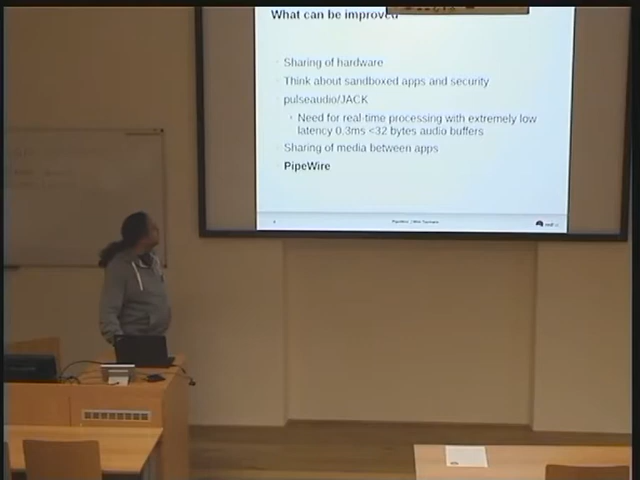 What can be improved
Sharing of hardware
Think about sandboxed apps and security
pulseaudio/JACK
Need for real-time processing with extremely low
latency 0.3ms <32 bytes audio buffers
Sharing of media between apps
PipeWire